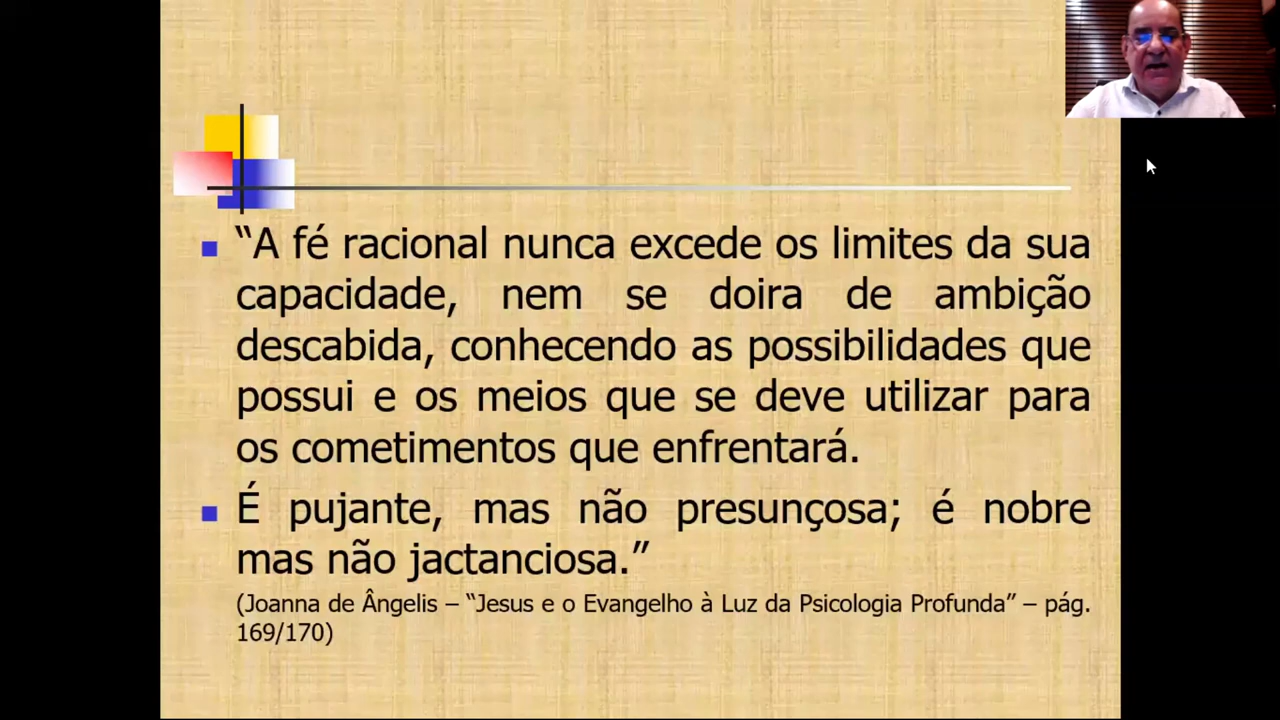 “A fé racional nunca excede os limites da sua
capacidade, nem se doira de ambição
descabida, conhecendo as possibilidades que
possui e os meios que se deve utilizar para
os cometimentos que enfrentará.
É pujante, mas não presunçosa; é nobre
mas não jactanciosa.”
(Joanna de Ângelis – “Jesus e o Evangelho à Luz da Psicologia Profunda” – pág.
169/170)